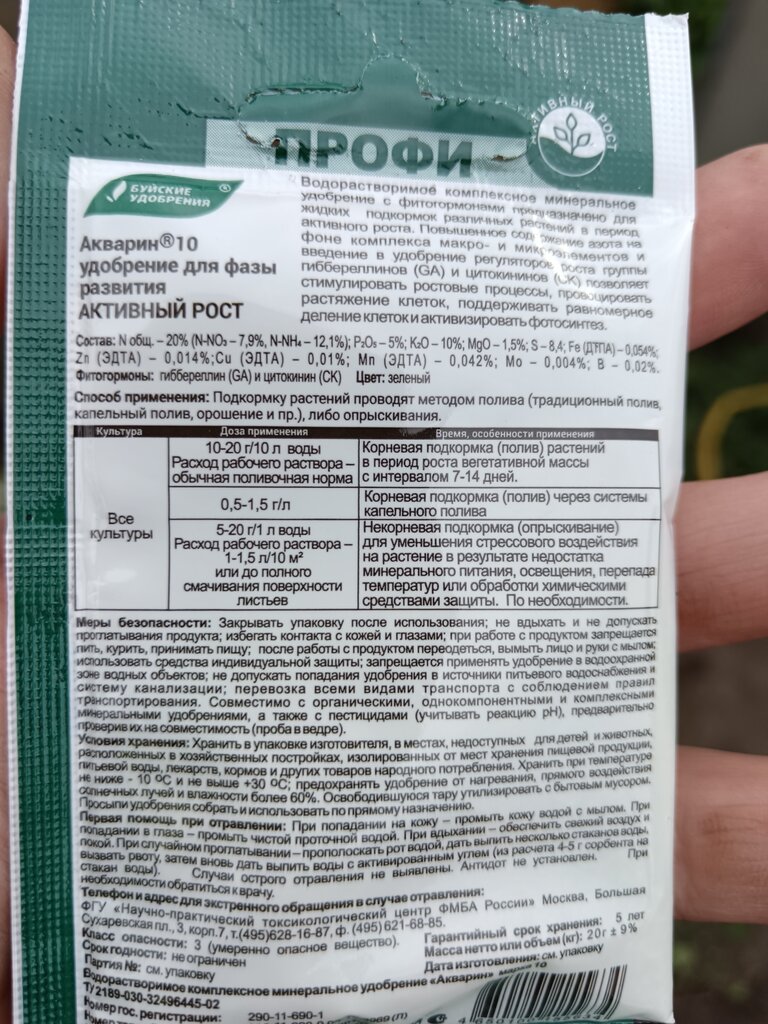 ПРОФИ
АКТИВНЫЙ РОСТ
БУЙСКИЕ
УДОБРЕНИЯ®
Акварин®10
удобрение для фазы
развития
АКТИВНЫЙ РОСТ
Водорастворимое комплексное минеральное
удобрение с фитогормонами предназначено для
жидких подкормок различных растений в период
активного роста. Повышенное содержание азота на
фоне комплекса макро- и микроэлементов и
введение в удобрение регуляторов роста группы
гиббереллинов (GA) и цитокининов (СК) позволяет
стимулировать ростовые процессы, провоцировать
растяжение клеток, поддерживать равномерное
деление клеток и активизировать фотосинтез.
Состав: N общ. – 20% (N-NO₃ – 7,9%, N-NH₄ – 12,1%); P₂O₅ – 5%; K₂O – 10%; MgO – 1,5%; S – 8,4; Fe (ДТПА) – 0,054%;
Zn (ЭДТА) – 0,014%; Cu (ЭДТА) – 0,01%; Mn (ЭДТА) – 0,042%; Mo – 0,004%; B – 0,02%.
Фитогормоны: гиббереллин (GA) и цитокинин (СК) Цвет: зеленый
Способ применения: Подкормку растений проводят методом полива (традиционный полив,
капельный полив, орошение и пр.), либо опрыскивания.
Культура Доза применения Время, особенности применения
Все
культуры
10-20 г/10 л воды
Расход рабочего раствора –
обычная поливочная норма
Корневая подкормка (полив) растений
в период роста вегетативной массы
с интервалом 7-14 дней.
0,5-1,5 г/л
Корневая подкормка (полив) через системы
капельного полива
5-20 г/1 л воды
Расход рабочего раствора –
1-1,5 л/10 м²
или до полного
смачивания поверхности
листьев
Некорневая подкормка (опрыскивание)
для уменьшения стрессового воздействия
на растение в результате недостатка
минерального питания, освещения, перепада
температур или обработки химическими
средствами защиты. По необходимости.
Меры безопасности: Закрывать упаковку после использования; не вдыхать и не допускать
проглатывания продукта; избегать контакта с кожей и глазами; при работе с продуктом запрещается
пить, курить, принимать пищу; после работы с продуктом переодеться, вымыть лицо и руки с мылом;
использовать средства индивидуальной защиты; запрещается применять удобрение в водоохранной
зоне водных объектов; не допускать попадания удобрения в источники питьевого водоснабжения и
систему канализации; перевозка всеми видами транспорта с соблюдением правил
транспортирования. Совместимо с органическими, однокомпонентными и комплексными
минеральными удобрениями, а также с пестицидами (учитывать реакцию pH), предварительно
проверив их на совместимость (проба в ведре).
Условия хранения: Хранить в упаковке изготовителя, в местах, недоступных для детей и животных,
расположенных в хозяйственных постройках, изолированных от мест хранения пищевой продукции,
питьевой воды, лекарств, кормов и других товаров народного потребления. Хранить при температуре
не ниже - 10 ºС и не выше +30 ºС; предохранять удобрение от нагревания, прямого воздействия
солнечных лучей и влажности более 60%. Освободившуюся тару утилизировать с бытовым мусором.
Просыпи удобрения собрать и использовать по прямому назначению.
Первая помощь при отравлении: При попадании на кожу – промыть кожу водой с мылом. При
попадании в глаза – промыть чистой проточной водой. При вдыхании – обеспечить свежий воздух и
покой. При случайном проглатывании – прополоскать рот водой, дать выпить несколько стаканов воды,
вызвать рвоту, затем вновь дать выпить воды с активированным углем (из расчета 4-5 г сорбента на
стакан воды). Случаи острого отравления не выявлены. Антидот не установлен. При
необходимости обратиться к врачу.
Телефон и адрес для экстренного обращения в случае отравления:
ФГУ «Научно-практический токсикологический центр ФМБА России» Москва, Большая
Сухаревская пл., 3, корп.7, т.(495)628-16-87, ф. (495) 621-68-85.
Класс опасности: 3 (умеренно опасное вещество).
Срок годности: не ограничен
Партия №: см. упаковку
Гарантийный срок хранения: 5 лет
Масса нетто или объем (кг): 20г ± 9%
Дата изготовления: см. упаковку
Водорастворимое комплексное минеральное удобрение «Акварин» марка 10
ТУ 2189-030-32496445-02
Номер гос. регистрации: 290-11-690-1